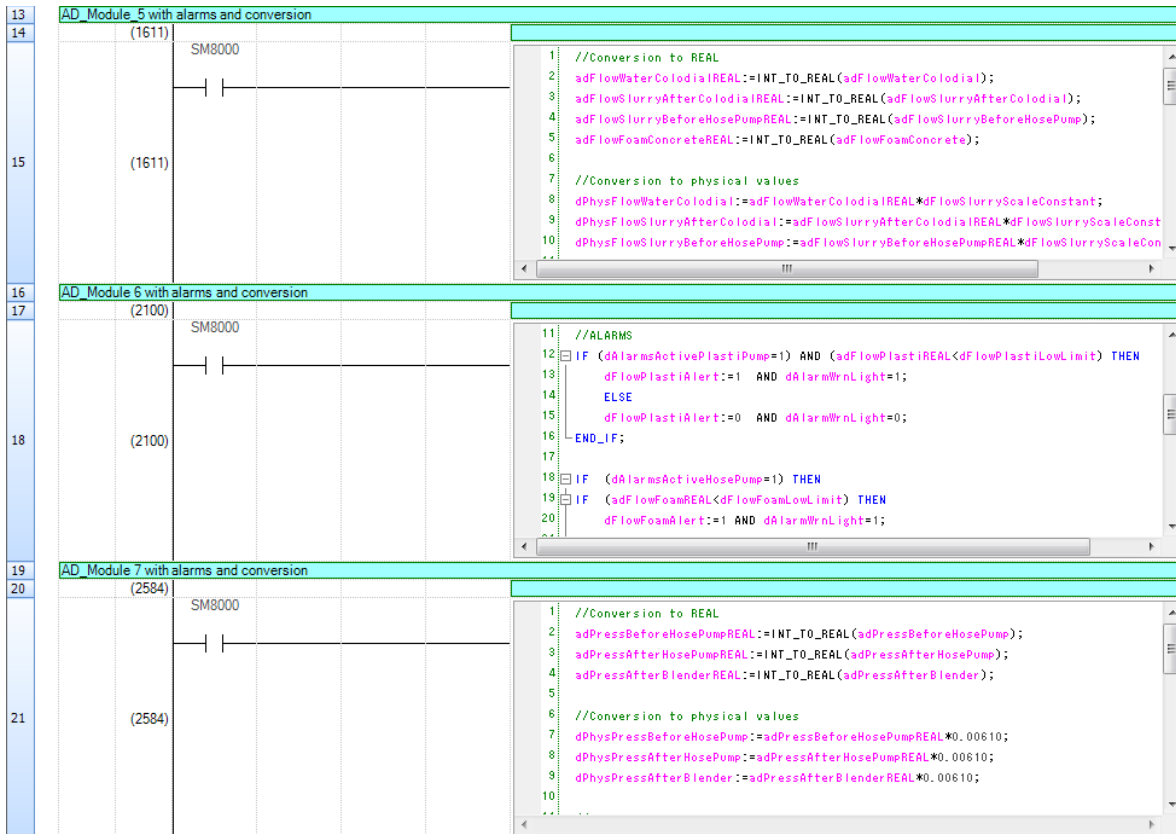 13 AD_Module_5 with alarms and conversion
14 (1611)
SM8000
15 (1611)
1 //Conversion to REAL
2 adFlowWaterColodialREAL:=INT_TO_REAL(adFlowWaterColodial);
3 adFlowSlurryAfterColodialREAL:=INT_TO_REAL(adFlowSlurryAfterColodial);
4 adFlowSlurryBeforeHosePumpREAL:=INT_TO_REAL(adFlowSlurryBeforeHosePump);
5 adFlowFoamConcreteREAL:=INT_TO_REAL(adFlowFoamConcrete);
6
7 //Conversion to physical values
8 dPhysFlowWaterColodial:=adFlowWaterColodialREAL*dFlowSlurryScaleConstant;
9 dPhysFlowSlurryAfterColodial:=adFlowSlurryAfterColodialREAL*dFlowSlurryScaleConst
10 dPhysFlowSlurryBeforeHosePump:=adFlowSlurryBeforeHosePumpREAL*dFlowSlurryScaleCon
16 AD_Module 6 with alarms and conversion
17 (2100)
SM8000
18 (2100)
11 //ALARMS
12 IF (dAlarmsActivePlastiPump=1) AND (adFlowPlastiREAL<dFlowPlastiLowLimit) THEN
13 dFlowPlastiAlert:=1 AND dAlarmWrnLight=1;
14 ELSE
15 dFlowPlastiAlert:=0 AND dAlarmWrnLight=0;
16 END_IF;
17
18 IF (dAlarmsActiveHosePump=1) THEN
19 IF (adFlowFoamREAL<dFlowFoamLowLimit) THEN
20 dFlowFoamAlert:=1 AND dAlarmWrnLight=1;
19 AD_Module 7 with alarms and conversion
20 (2584)
SM8000
21 (2584)
1 //Conversion to REAL
2 adPressBeforeHosePumpREAL:=INT_TO_REAL(adPressBeforeHosePump);
3 adPressAfterHosePumpREAL:=INT_TO_REAL(adPressAfterHosePump);
4 adPressAfterBlenderREAL:=INT_TO_REAL(adPressAfterBlender);
5
6 //Conversion to physical values
7 dPhysPressBeforeHosePump:=adPressBeforeHosePumpREAL*0.00610;
8 dPhysPressAfterHosePump:=adPressAfterHosePumpREAL*0.00610;
9 dPhysPressAfterBlender:=adPressAfterBlenderREAL*0.00610;
10